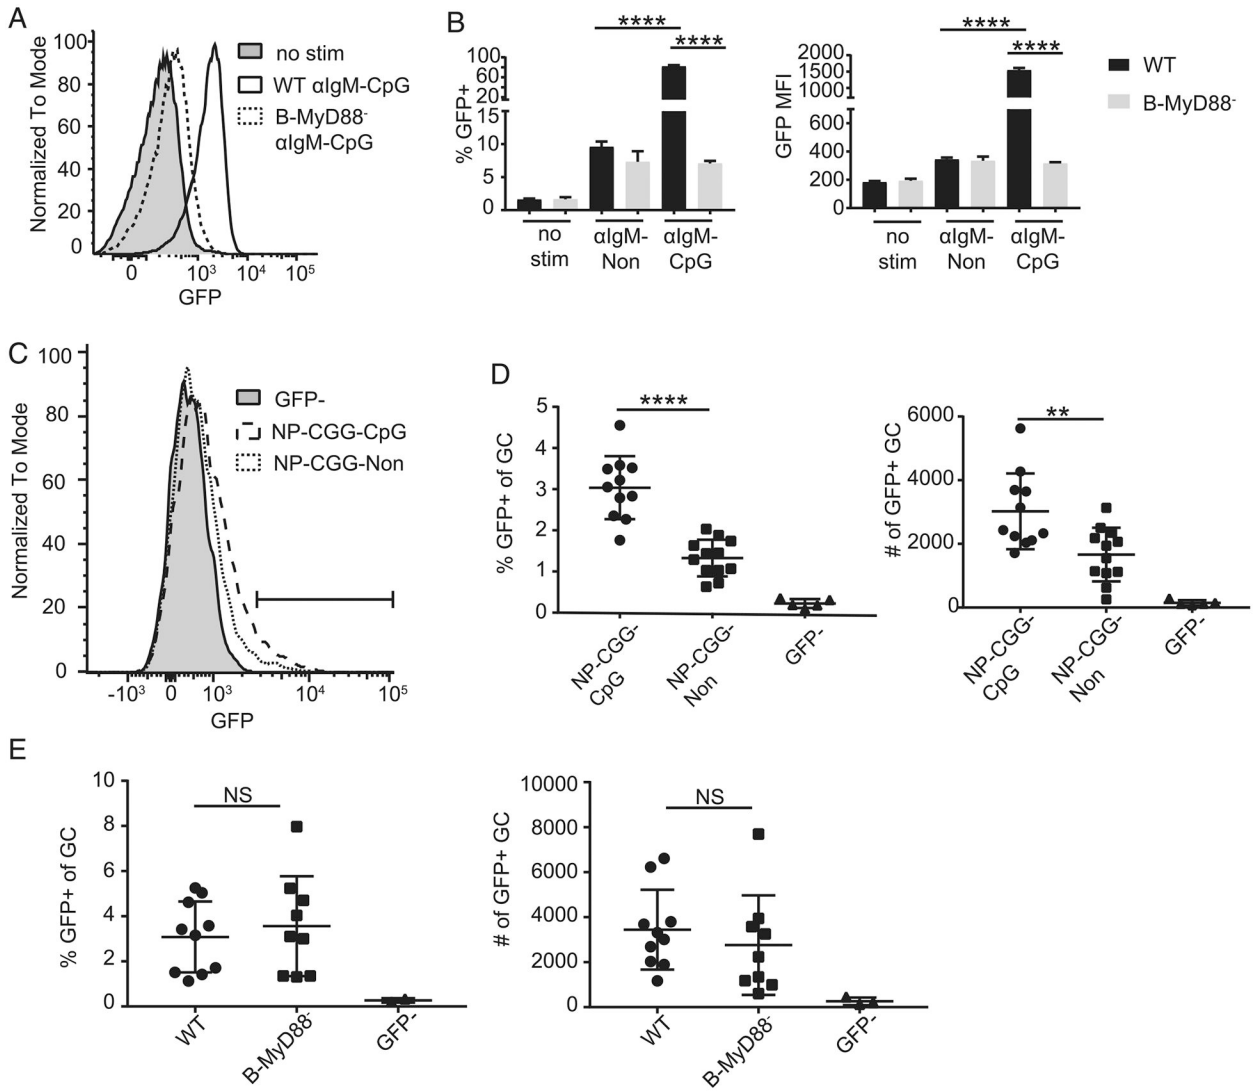 A
Normalized To Mode
100
80
60
40
20
0
0
10³
10⁴
10⁵
GFP
no stim
WT αIgM-CpG
B-MyD88⁻
αIgM-CpG
B
% GFP+
100
60
20
15
10
5
0
****
****
no
stim
αIgM-
Non
αIgM-
CpG
GFP MFI
2000
1500
1000
600
400
200
0
****
****
no
stim
αIgM-
Non
αIgM-
CpG
WT
B-MyD88⁻
C
Normalized To Mode
100
80
60
40
20
0
-10³
0
10³
10⁴
10⁵
GFP
GFP-
NP-CGG-CpG
NP-CGG-Non
D
% GFP+ of GC
5
4
3
2
1
0
****
NP-CGG-
CpG
NP-CGG-
Non
GFP-
# of GFP+ GC
6000
4000
2000
0
**
NP-CGG-
CpG
NP-CGG-
Non
GFP-
E
% GFP+ of GC
10
8
6
4
2
0
NS
WT
B-MyD88⁻
GFP-
# of GFP+ GC
10000
8000
6000
4000
2000
0
NS
WT
B-MyD88⁻
GFP-